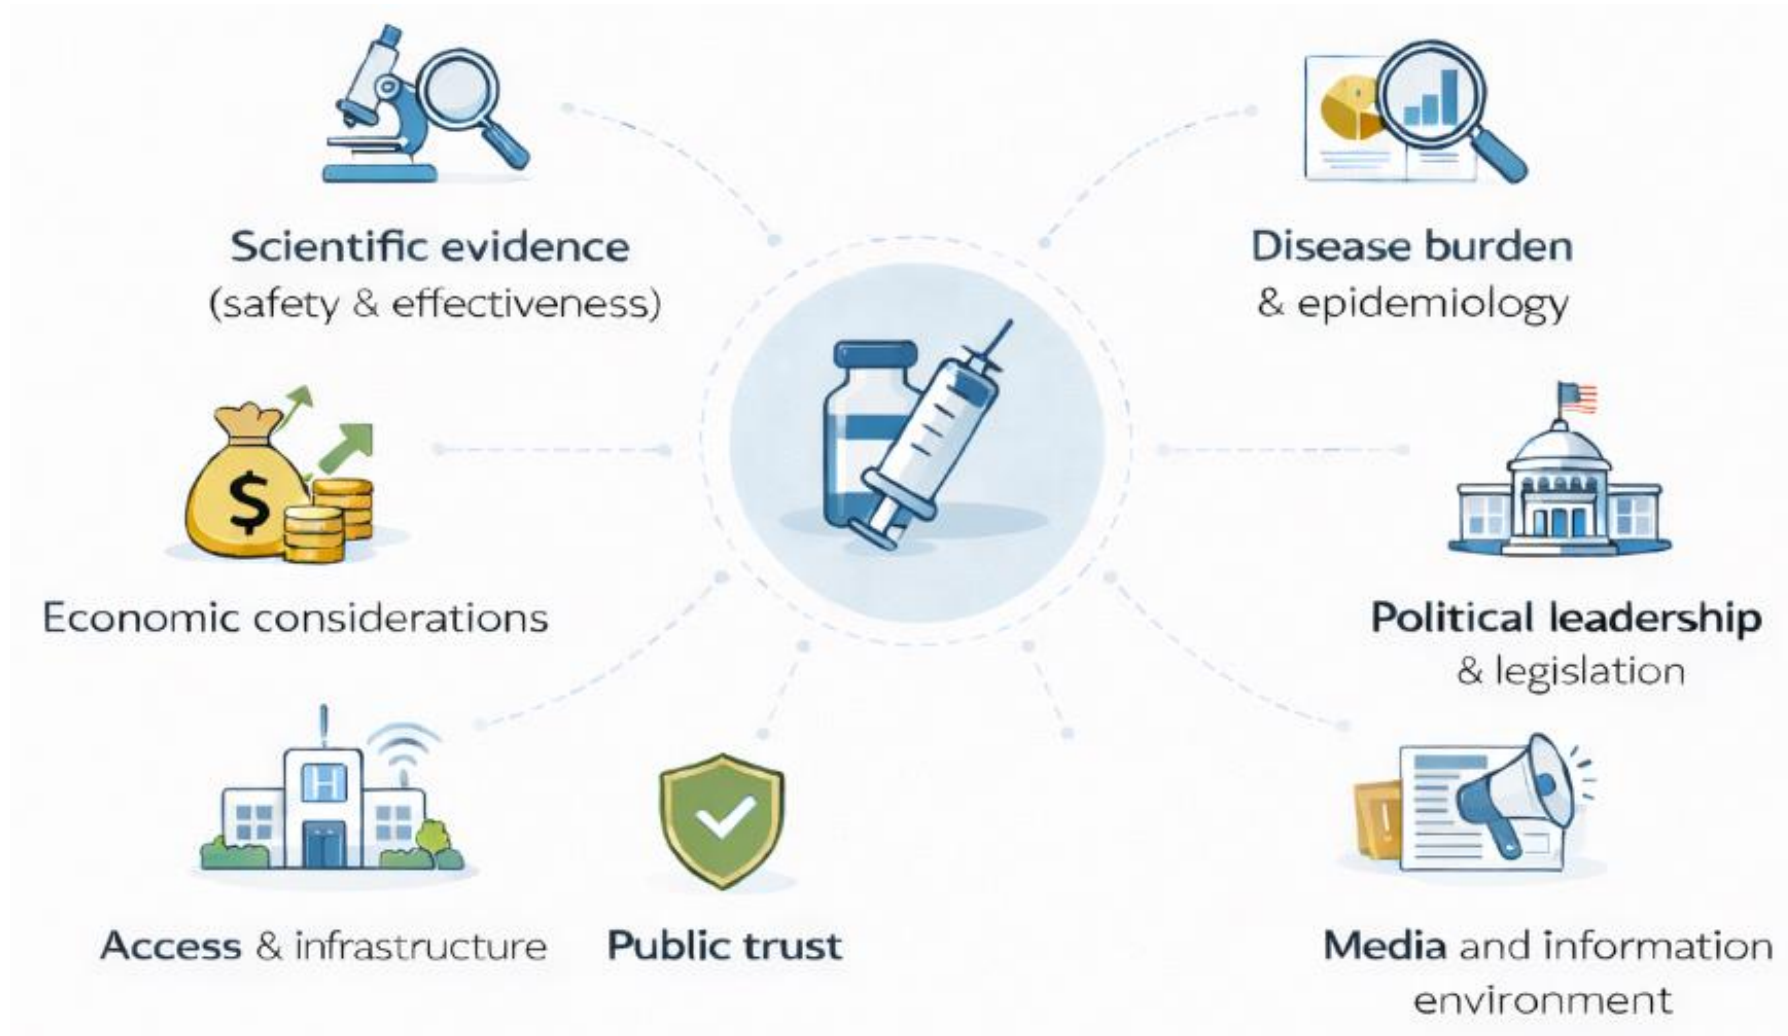 Scientific evidence
(safety & effectiveness)
Disease burden
& epidemiology
$
Economic considerations
Political leadership
& legislation
H
Access & infrastructure
Public trust
!
Media and information
environment